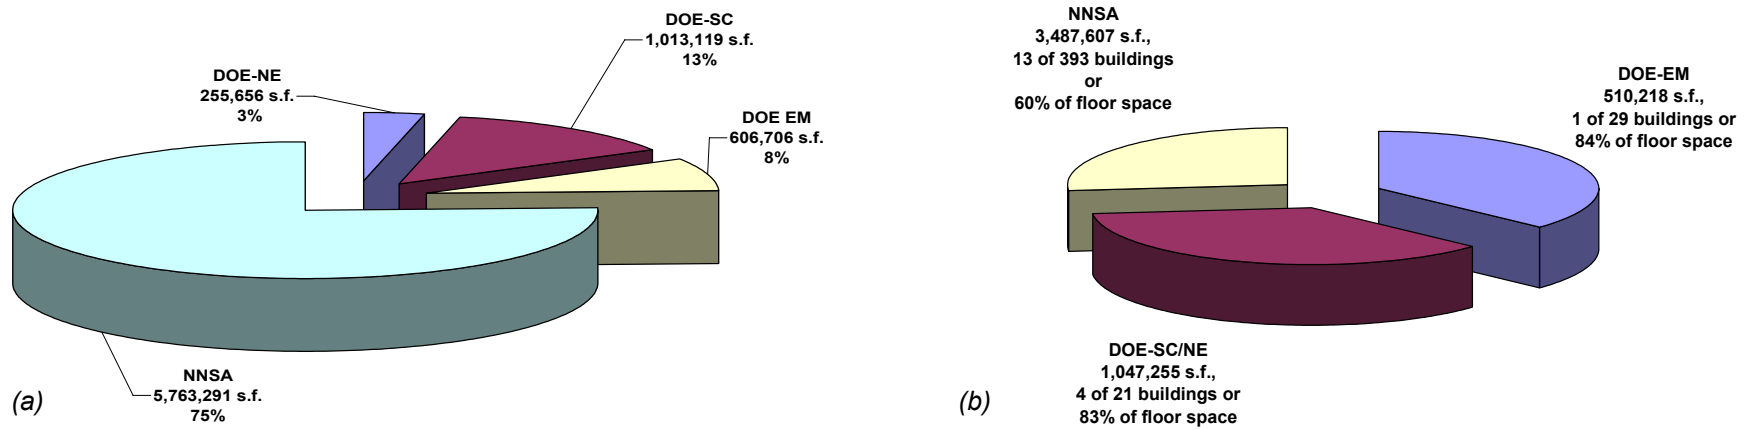 DOE-SC
1,013,119 s.f.
13%
DOE-NE
255,656 s.f.
3%
DOE EM
606,706 s.f.
8%
NNSA
5,763,291 s.f.
75%
(a)
NNSA
3,487,607 s.f.,
13 of 393 buildings
or
60% of floor space
DOE-EM
510,218 s.f.,
1 of 29 buildings or
84% of floor space
DOE-SC/NE
1,047,255 s.f.,
4 of 21 buildings or
83% of floor space
(b)